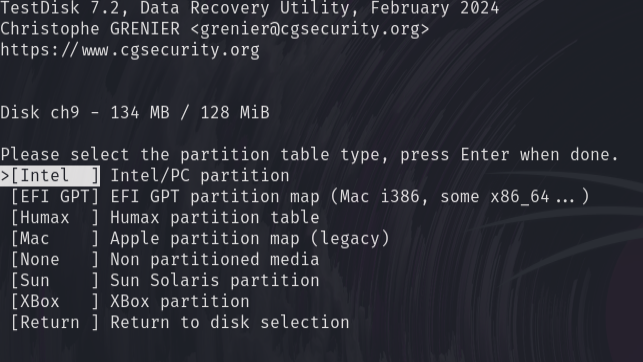 TestDisk 7.2, Data Recovery Utility, February 2024
Christophe GRENIER <grenier@cgsecurity.org>
https://www.cgsecurity.org
Disk ch9 - 134 MB / 128 MiB
Please select the partition table type, press Enter when done.
>[Intel  ] Intel/PC partition
[EFI GPT] EFI GPT partition map (Mac i386, some x86_64...)
[Humax  ] Humax partition table
[Mac    ] Apple partition map (legacy)
[None   ] Non partitioned media
[Sun    ] Sun Solaris partition
[XBox   ] XBox partition
[Return ] Return to disk selection